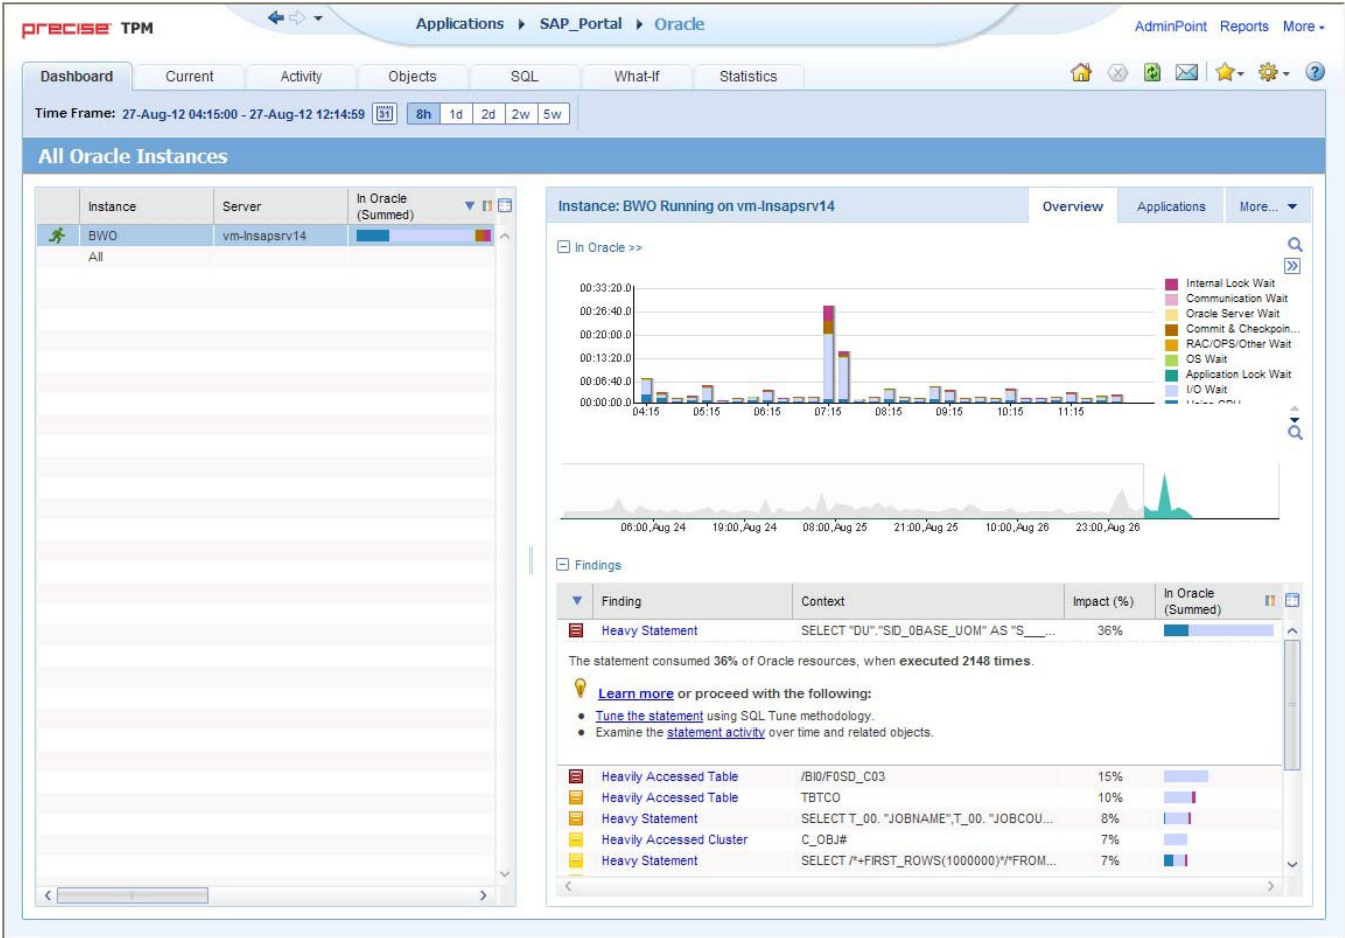 precise TPM
Applications SAP_Portal Oracle
AdminPoint Reports More
Dashboard Current Activity Objects SQL What-If Statistics
Time Frame: 27-Aug-12 04:15:00 - 27-Aug-12 12:14:59 31 8h 1d 2d 2w 5w
All Oracle Instances
Instance Server In Oracle (Summed)
BWO vm-lnsapsrv14
All
Instance: BWO Running on vm-lnsapsrv14 Overview Applications More...
In Oracle >>
00:33:20.0
00:26:40.0
00:20:00.0
00:13:20.0
00:06:40.0
00:00:00.0
04:15 05:15 06:15 07:15 08:15 09:15 10:15 11:15
Internal Lock Wait
Communication Wait
Oracle Server Wait
Commit & Checkpoin...
RAC/OPS/Other Wait
OS Wait
Application Lock Wait
I/O Wait
Using CPU
06:00,Aug 24 19:00,Aug 24 08:00,Aug 25 21:00,Aug 25 10:00,Aug 26 23:00,Aug 26
Findings
Finding Context Impact (%) In Oracle (Summed)
Heavy Statement SELECT "DU"."SID_0BASE_UOM" AS "S___... 36%
The statement consumed 36% of Oracle resources, when executed 2148 times.
Learn more or proceed with the following:
• Tune the statement using SQL Tune methodology.
• Examine the statement activity over time and related objects.
Heavily Accessed Table /BI0/F0SD_C03 15%
Heavily Accessed Table TBTCO 10%
Heavy Statement SELECT T_00. "JOBNAME",T_00. "JOBCOU... 8%
Heavily Accessed Cluster C_OBJ# 7%
Heavy Statement SELECT /*+FIRST_ROWS(1000000)*/*FROM... 7%